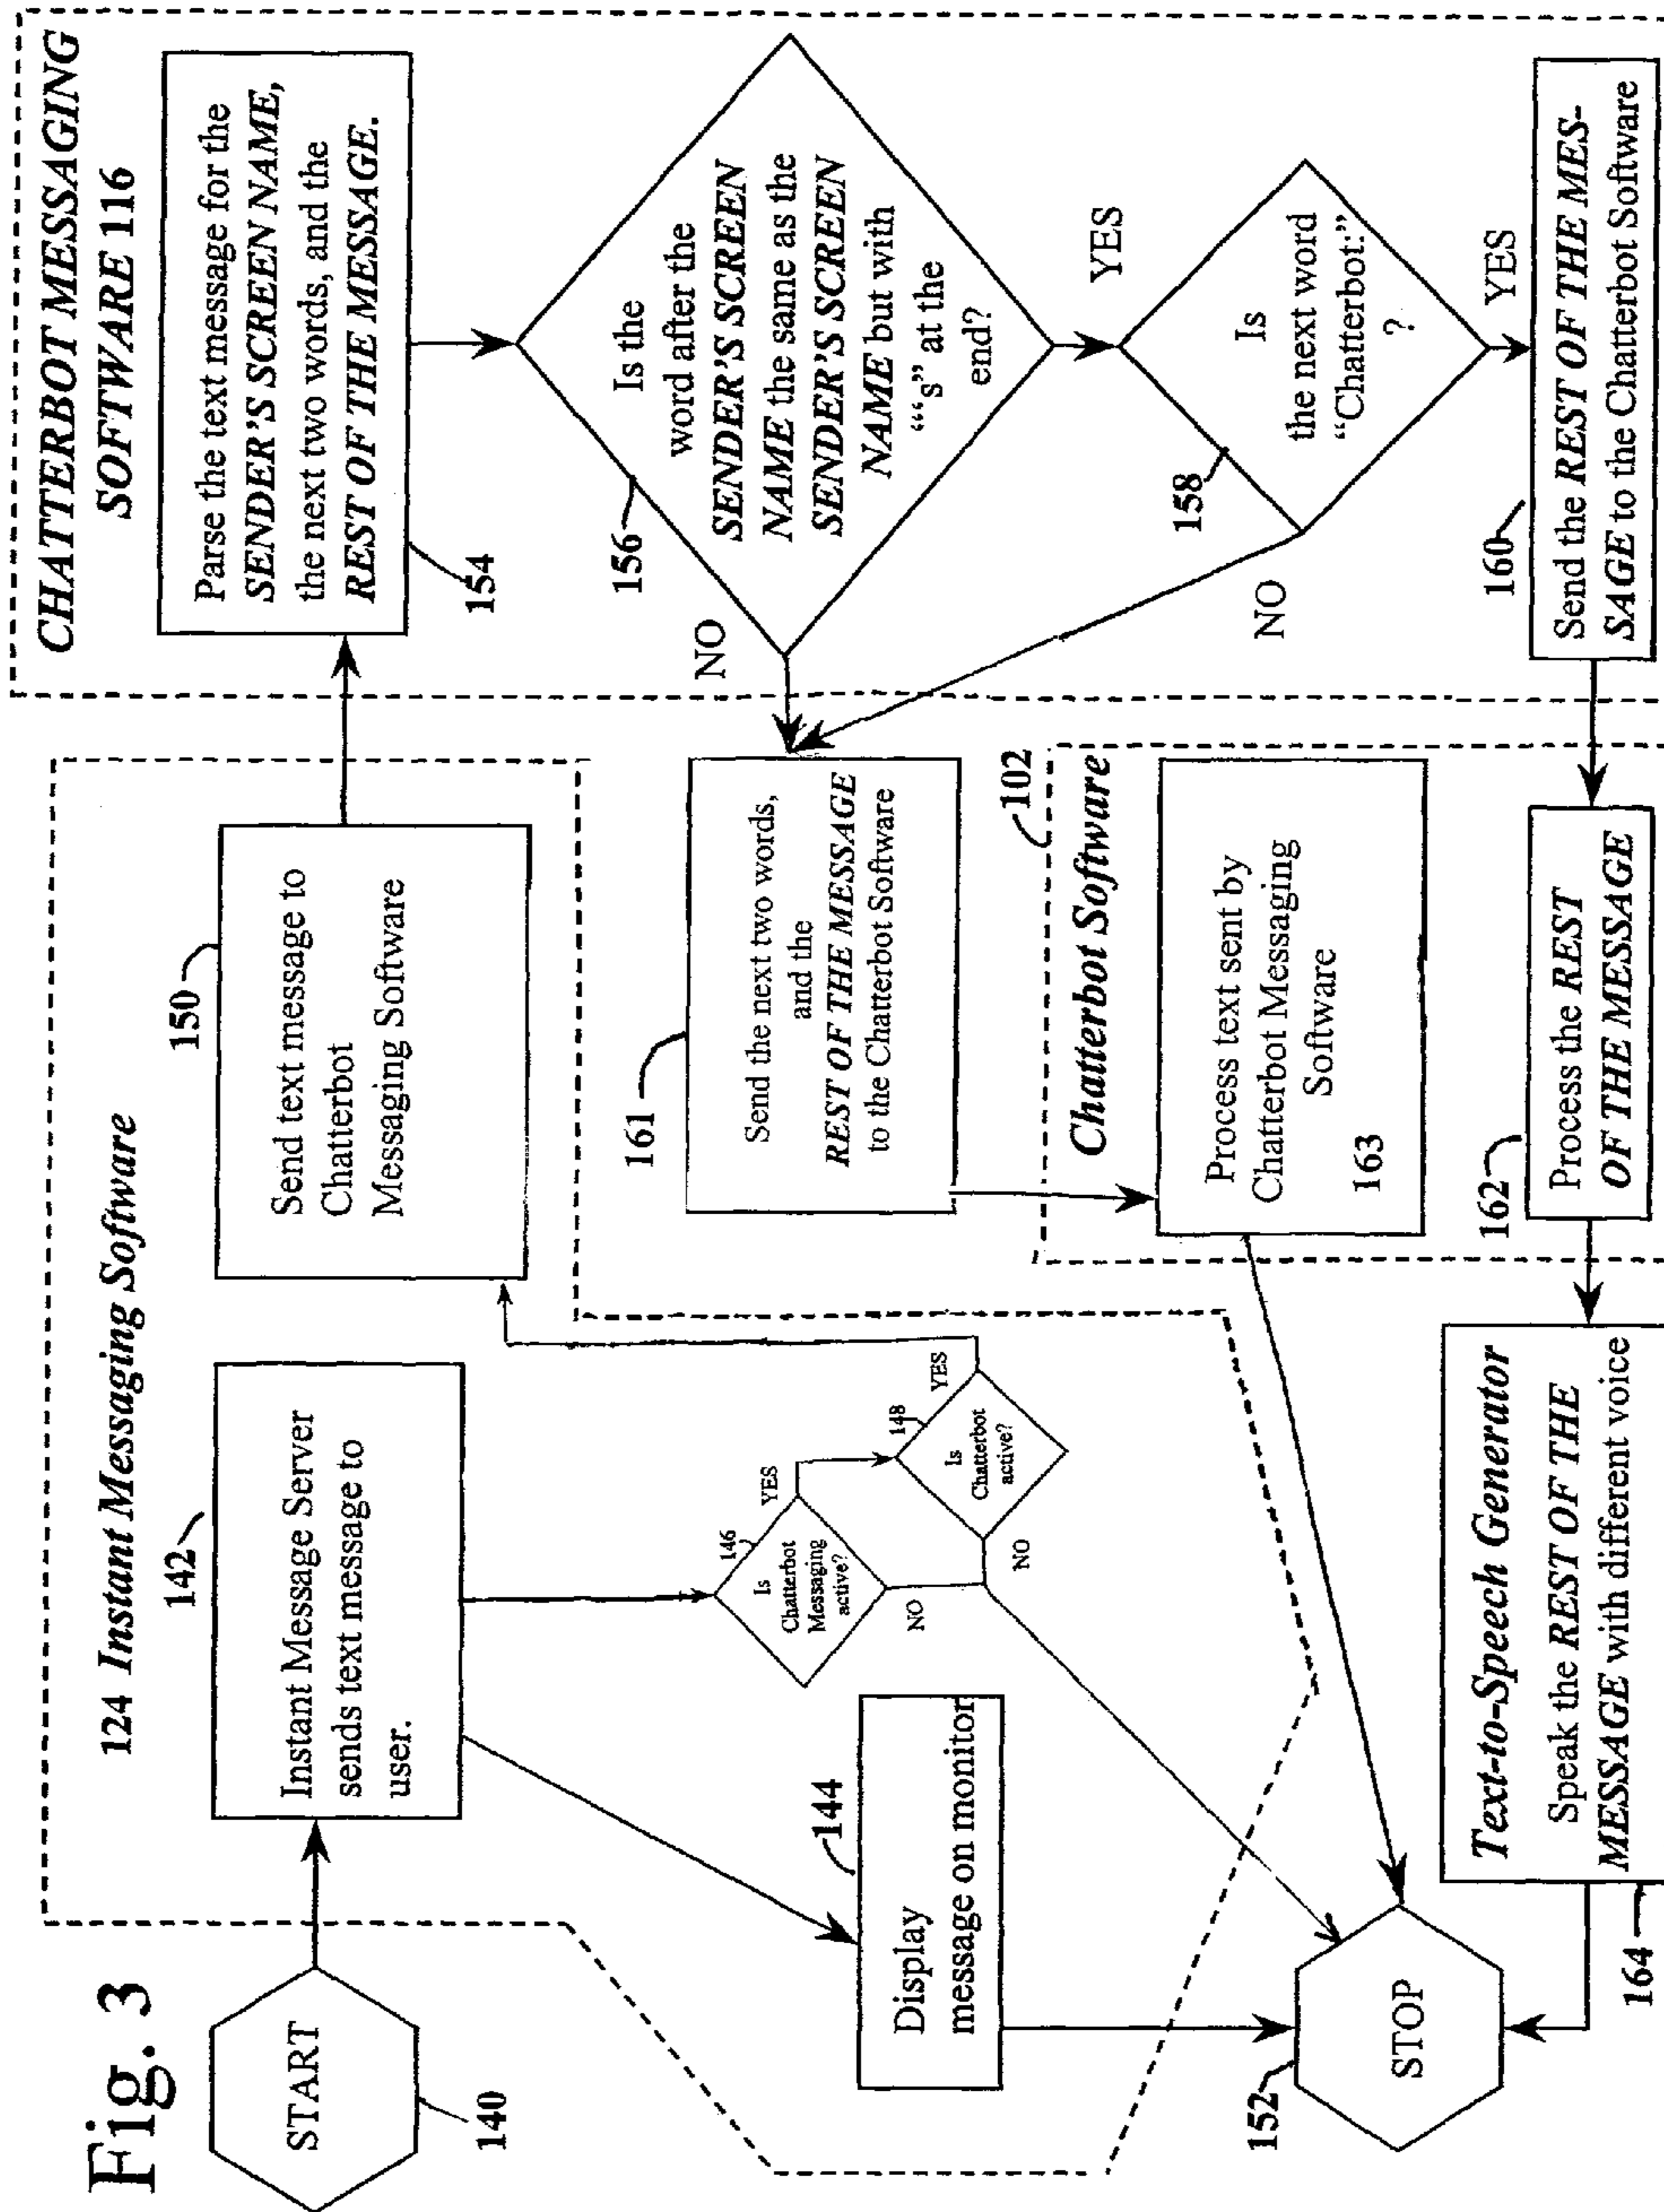 Fig. 3
START
140
124 Instant Messaging Software
142
Instant Message Server
sends text message to
user.
144
Display
message on monitor
146
Is
Chatterbot
Messaging
active?
YES
NO
148
Is
Chatterbot
active?
YES
NO
150
Send text message to
Chatterbot
Messaging Software
152
STOP
CHATTERBOT MESSAGING
SOFTWARE 116
Parse the text message for the
SENDER'S SCREEN NAME,
the next two words, and the
REST OF THE MESSAGE.
154
156
Is the
word after the
SENDER'S SCREEN
NAME the same as the
SENDER'S SCREEN
NAME but with
“‘s” at the
end?
NO
YES
158
Is
the next word
“Chatterbot:”
?
NO
YES
160
Send the REST OF THE MES-
SAGE to the Chatterbot Software
161
Send the next two words,
and the
REST OF THE MESSAGE
to the Chatterbot Software
102
Chatterbot Software
Process text sent by
Chatterbot Messaging
Software
163
162
Process the REST
OF THE MESSAGE
Text-to-Speech Generator
Speak the REST OF THE
MESSAGE with different voice
164